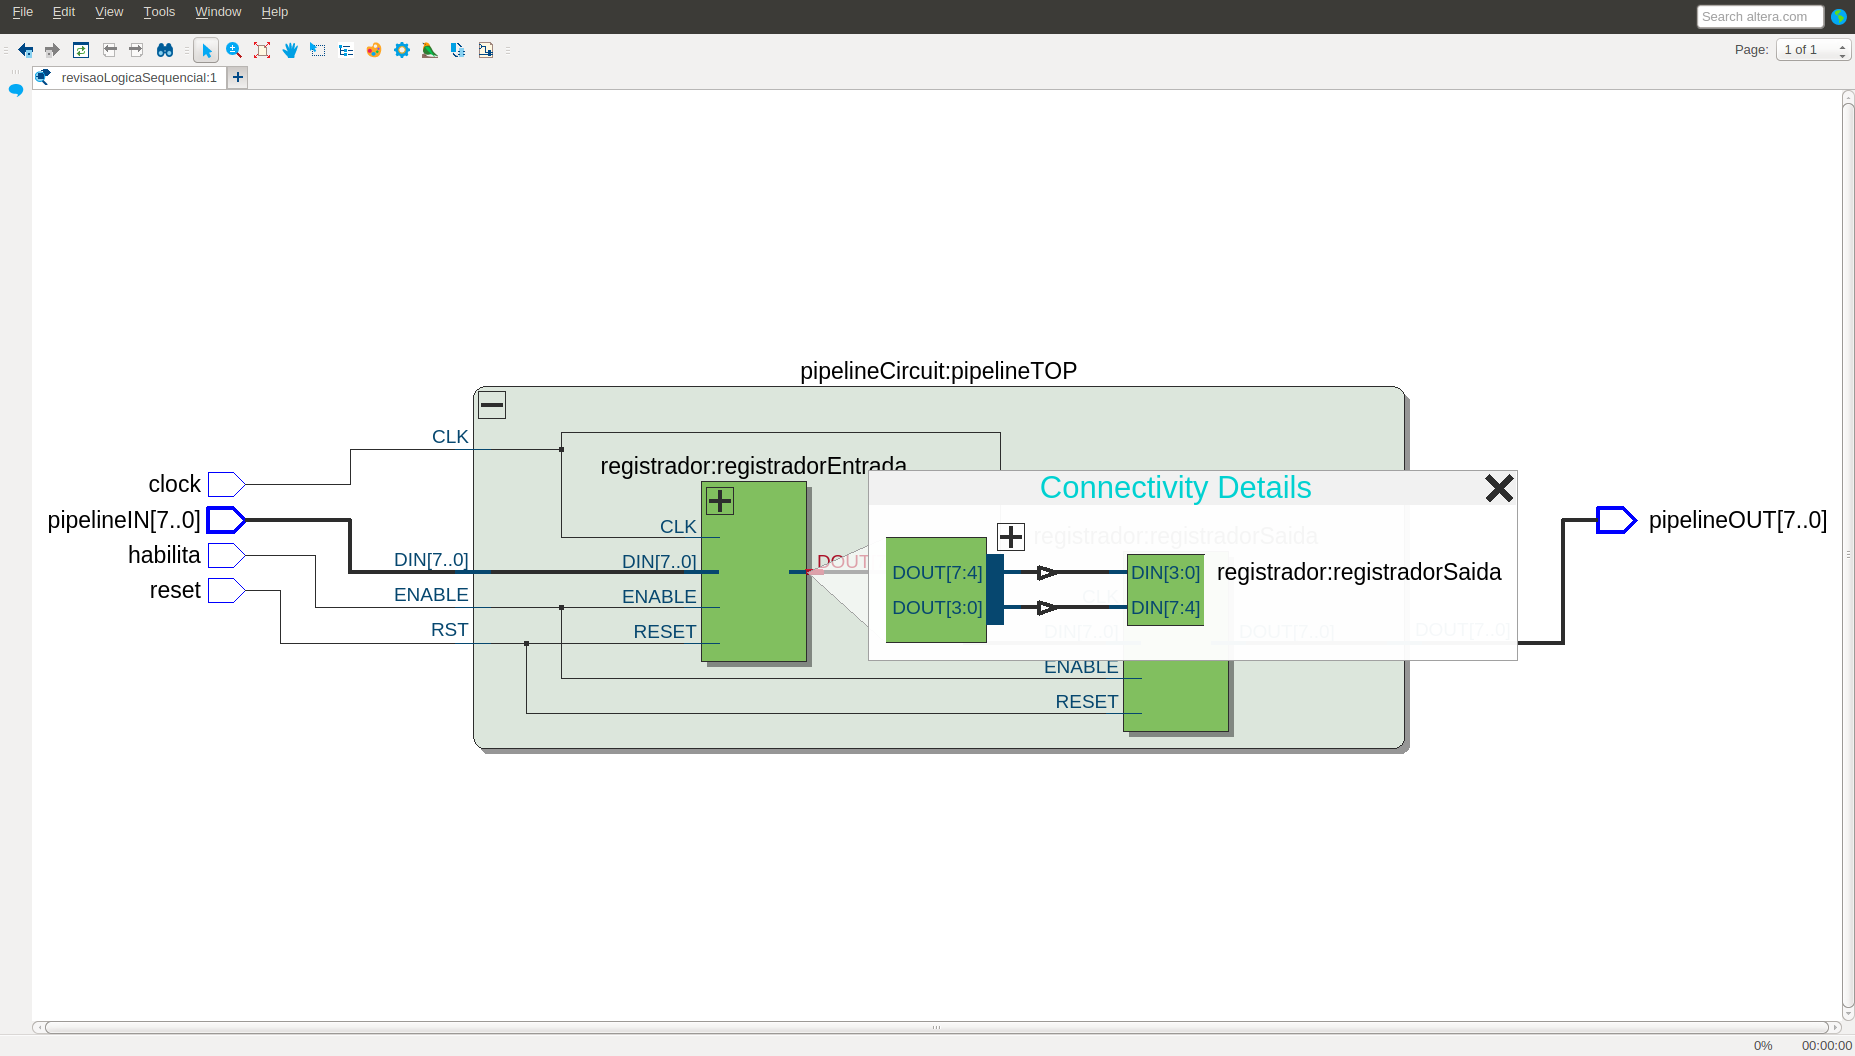 File Edit View Tools Window Help
Search altera.com
Page: 1 of 1
revisaoLogicaSequencial:1
pipelineCircuit:pipelineTOP
CLK
registrador:registradorEntrada
Connectivity Details
clock
pipelineIN[7..0]
pipelineOUT[7..0]
CLK
registrador:registradorSaida
habilita
DIN[7..0]
DIN[7..0]
DOUT
DOUT[7:4]
DIN[3:0]
registrador:registradorSaida
reset
ENABLE
ENABLE
CLK
DOUT[3:0]
DIN[7:4]
RST
RESET
DIN[7..0]
DOUT[7..0]
DOUT[7..0]
ENABLE
RESET
0% 00:00:00